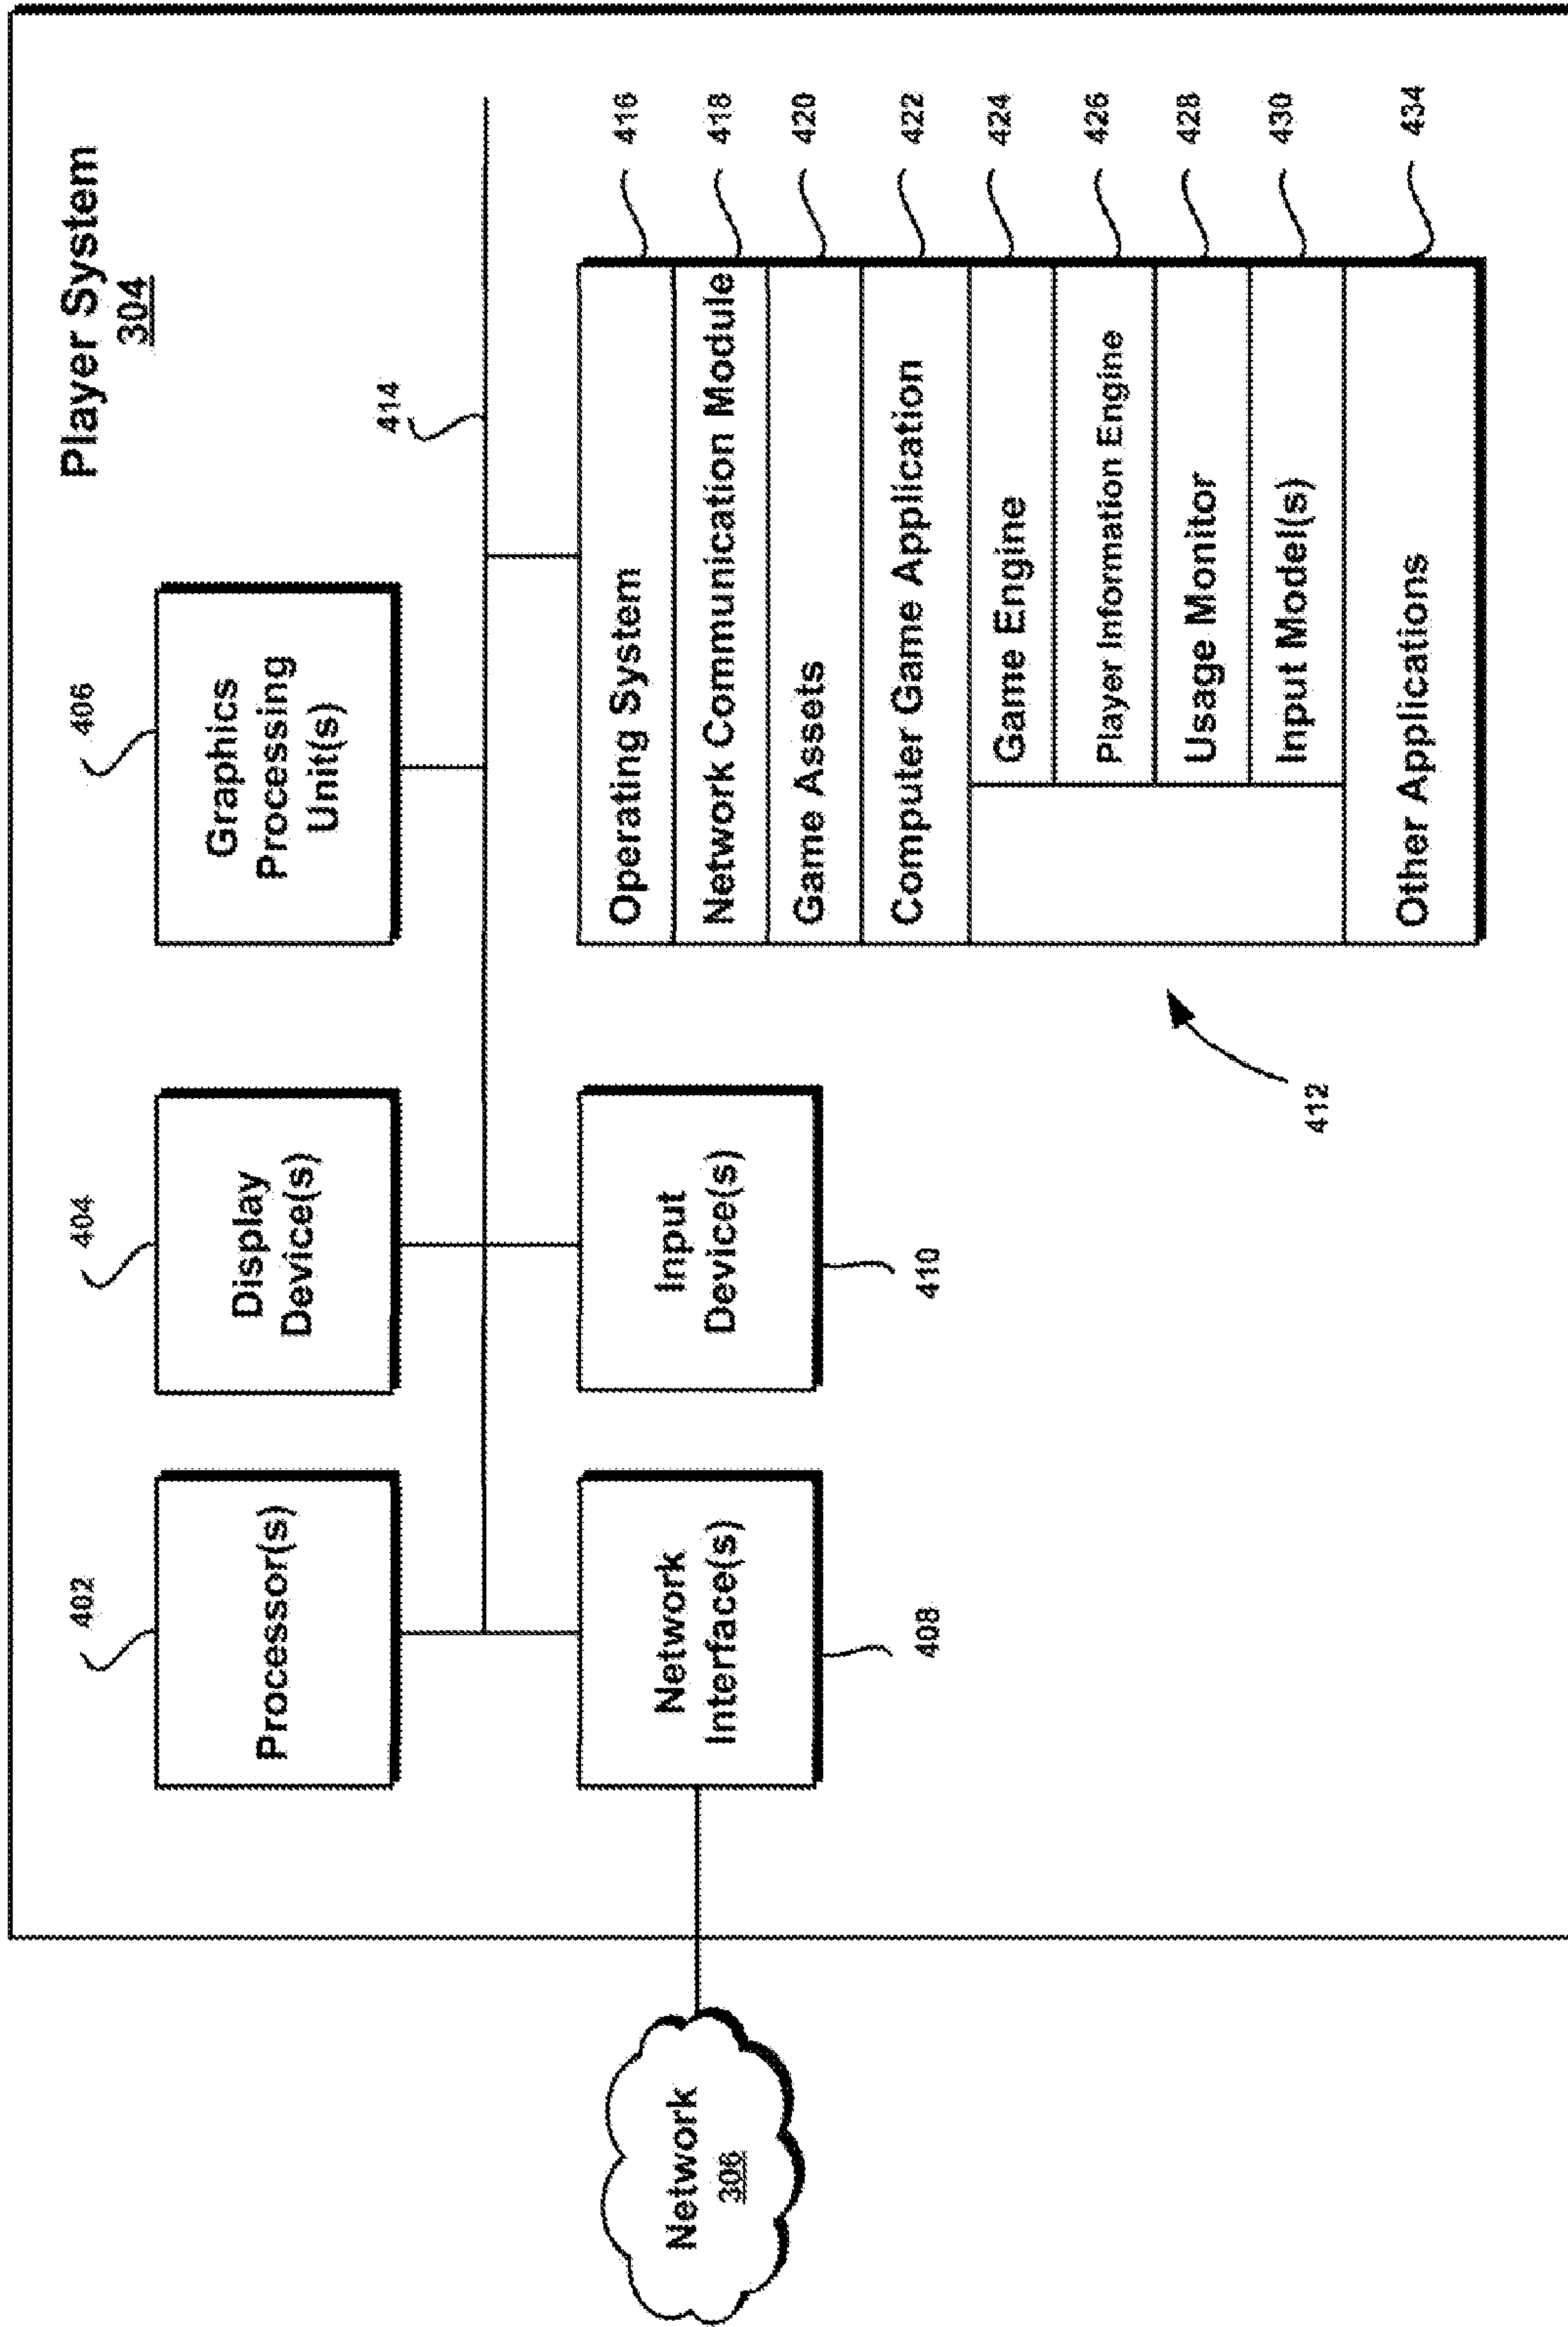 Player System
304
402
404
406
Processor(s)
Display
Device(s)
Graphics
Processing
Unit(s)
414
Network
306
Network
Interface(s)
408
Input
Device(s)
410
412
Operating System
416
Network Communication Module
418
Game Assets
420
Computer Game Application
422
Game Engine
424
Player Information Engine
426
Usage Monitor
428
Input Model(s)
430
Other Applications
434